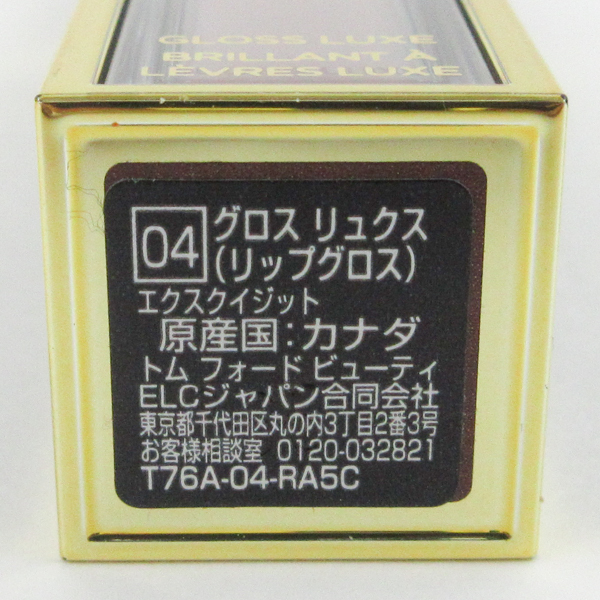 GLOSS LUXE
BRILLANT À
LÈVRES LUXE
04
グロス リュクス
(リップグロス)
エクスクイジット
原産国:カナダ
トム フォード ビューティ
ELCジャパン合同会社
東京都千代田区丸の内3丁目2番3号
お客様相談室 0120-032821
T76A-04-RA5C